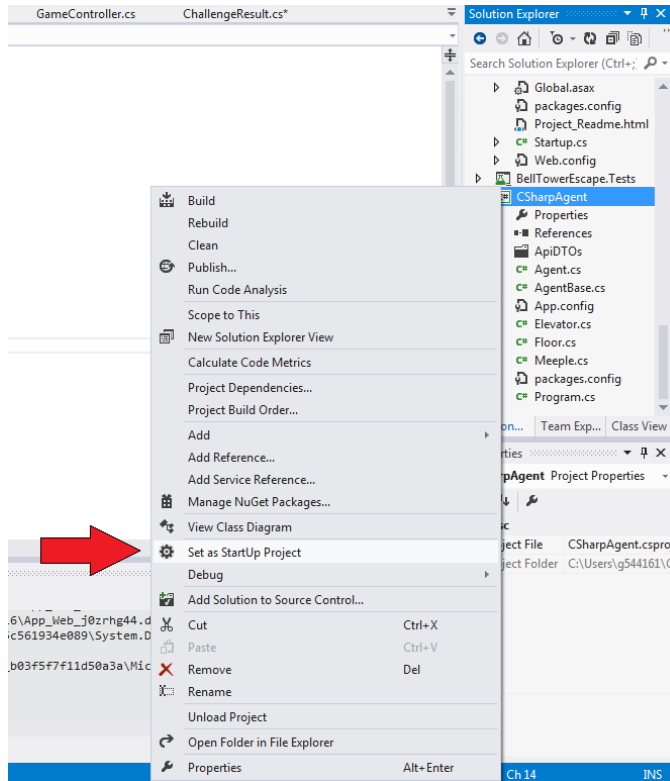 GameController.cs ChallengeResult.cs*
Solution Explorer
Search Solution Explorer (Ctrl+;
Global.asax
packages.config
Project_Readme.html
C# Startup.cs
Web.config
BellTowerEscape.Tests
CSharpAgent
Properties
References
ApiDTOs
C# Agent.cs
C# AgentBase.cs
App.config
C# Elevator.cs
C# Floor.cs
C# Meeple.cs
packages.config
C# Program.cs
Team Exp... Class View
Project Properties
CSharpAgent.cspro
C:\Users\g544161\
Build
Rebuild
Clean
Publish...
Run Code Analysis
Scope to This
New Solution Explorer View
Calculate Code Metrics
Project Dependencies...
Project Build Order...
Add
Add Reference...
Add Service Reference...
Manage NuGet Packages...
View Class Diagram
Set as StartUp Project
Debug
Add Solution to Source Control...
Cut Ctrl+X
Paste Ctrl+V
Remove Del
Rename
Unload Project
Open Folder in File Explorer
Properties Alt+Enter
.6\App_Web_j0zrhg44.d
c561934e089\System.D
_b03f5f7f11d50a3a\Mic
Ch 14 INS